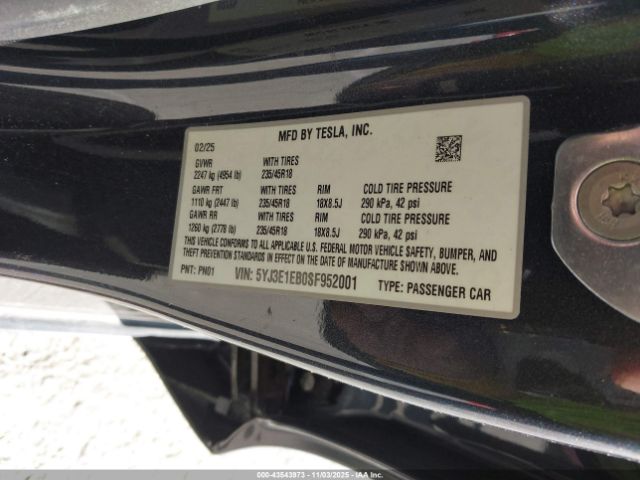 MFD BY TESLA, INC.
02/25
GVWR WITH TIRES
2247 kg (4954 lb) 235/45R18
GAWR FRT WITH TIRES RIM COLD TIRE PRESSURE
1110 kg (2447 lb) 235/45R18 18X8.5J 290 kPa, 42 psi
GAWR RR WITH TIRES RIM COLD TIRE PRESSURE
1260 kg (2778 lb) 235/45R18 18X8.5J 290 kPa, 42 psi
THIS VEHICLE CONFORMS TO ALL APPLICABLE U.S. FEDERAL MOTOR VEHICLE SAFETY, BUMPER, AND
THEFT PREVENTION STANDARDS IN EFFECT ON THE DATE OF MANUFACTURE SHOWN ABOVE.
PNT: PN01 VIN: 5YJ3E1EB0SF952001 TYPE: PASSENGER CAR
000-43543973 - 11/03/2025 - IAA, Inc.